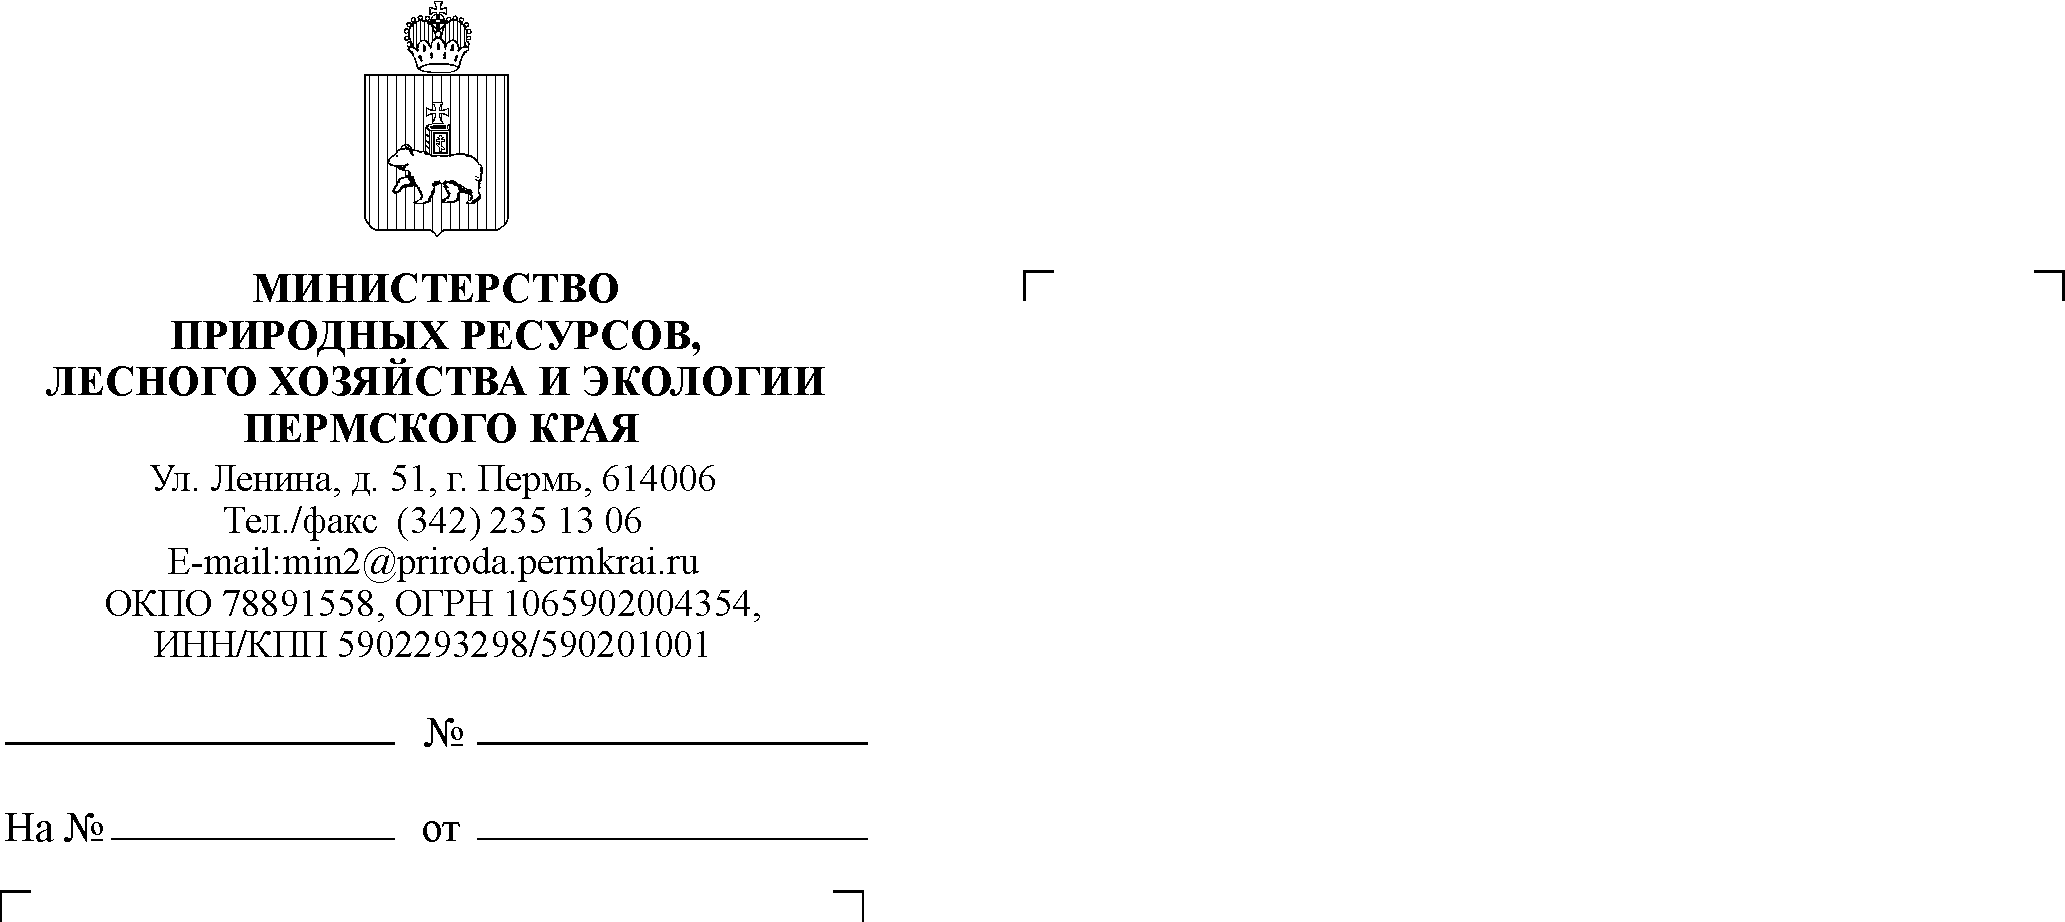 МИНИСТЕРСТВО
ПРИРОДНЫХ РЕСУРСОВ,
ЛЕСНОГО ХОЗЯЙСТВА И ЭКОЛОГИИ
ПЕРМСКОГО КРАЯ
Ул. Ленина, д. 51, г. Пермь, 614006
Тел./факс (342) 235 13 06
E-mail:min2@priroda.permkrai.ru
ОКПО 78891558, ОГРН 1065902004354,
ИНН/КПП 5902293298/590201001
№
На № от